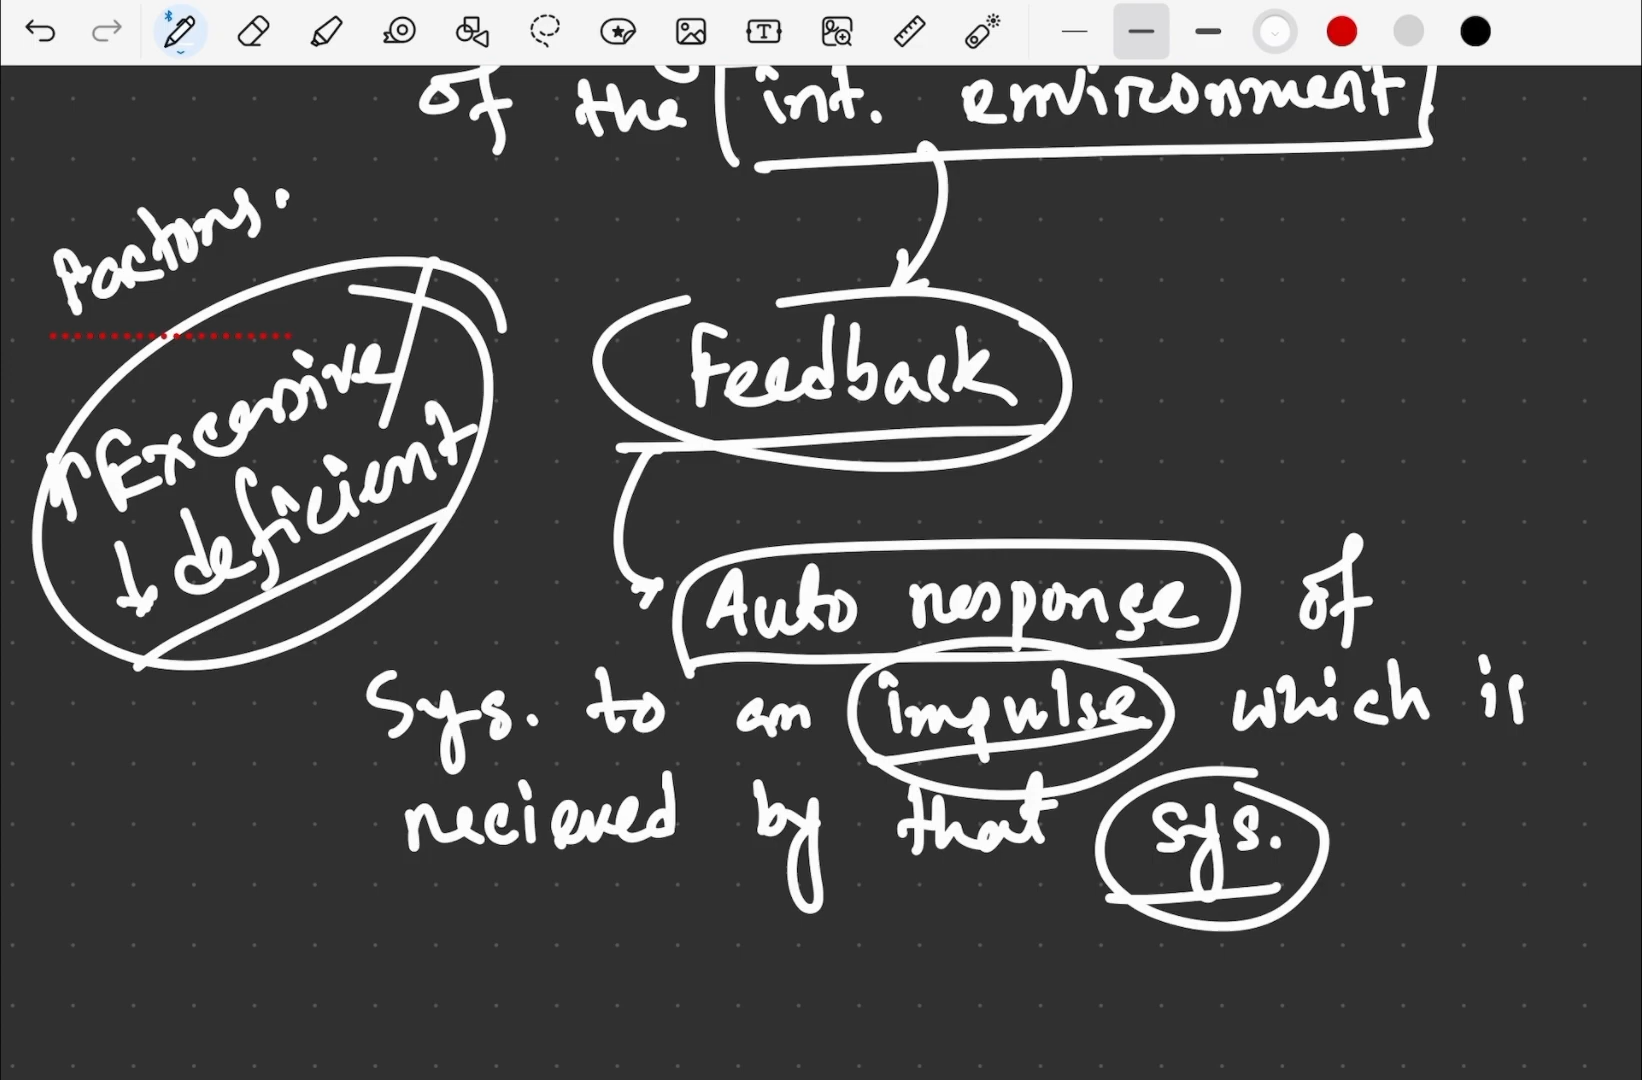 of the int. environment
Factors.
↑ Excessive
↓ deficient
Feedback
Auto response of
Sys. to an impulse which is
recieved by that sys.